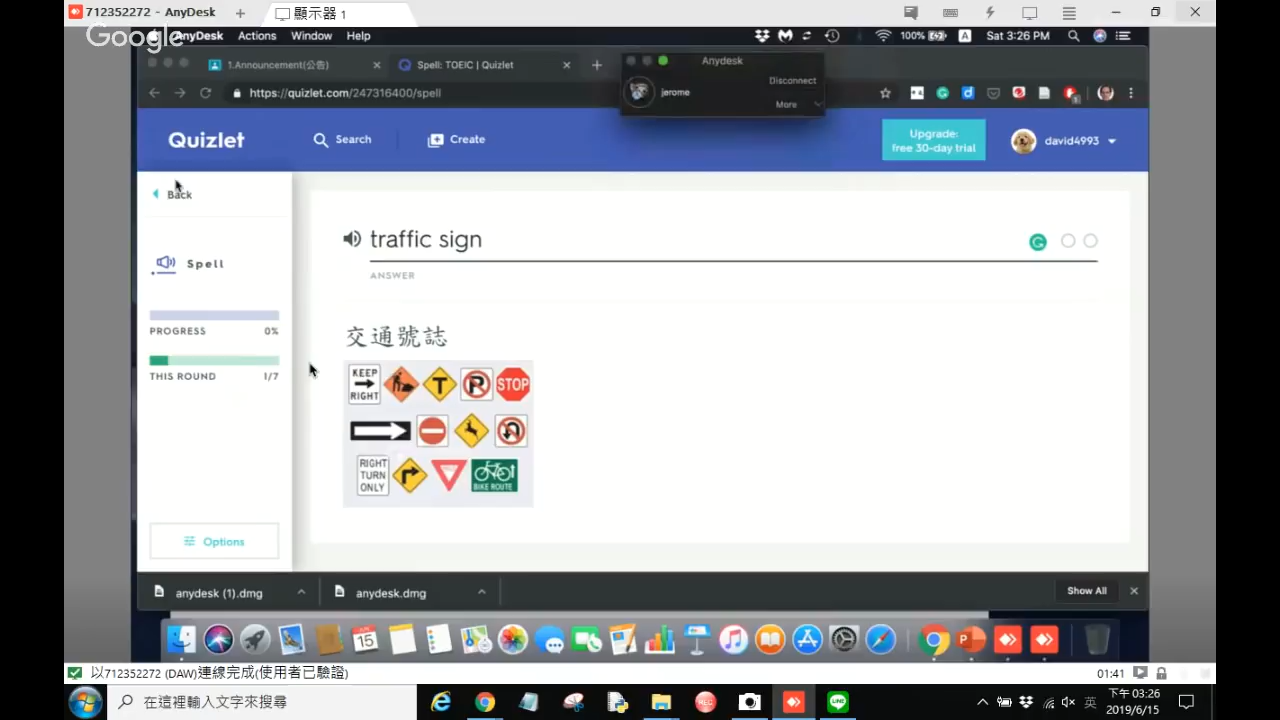 712352272 - AnyDesk
顯示器 1
Google
AnyDesk Actions Window Help
100% A Sat 3:26 PM
1.Announcement(公告)
Spell: TOEIC | Quizlet
Anydesk
jerome
Disconnect
More
https://quizlet.com/247316400/spell
Quizlet
Search
Create
Upgrade:
free 30-day trial
david4993
Back
Spell
PROGRESS 0%
THIS ROUND 1/7
Options
traffic sign
ANSWER
交通號誌
KEEP
RIGHT
T
P
STOP
RIGHT
TURN
ONLY
BIKE ROUTE
anydesk (1).dmg
anydesk.dmg
Show All
15
以712352272 (DAW)連線完成(使用者已驗證)
01:41
在這裡輸入文字來搜尋
REC
LINE
英
下午 03:26
2019/6/15